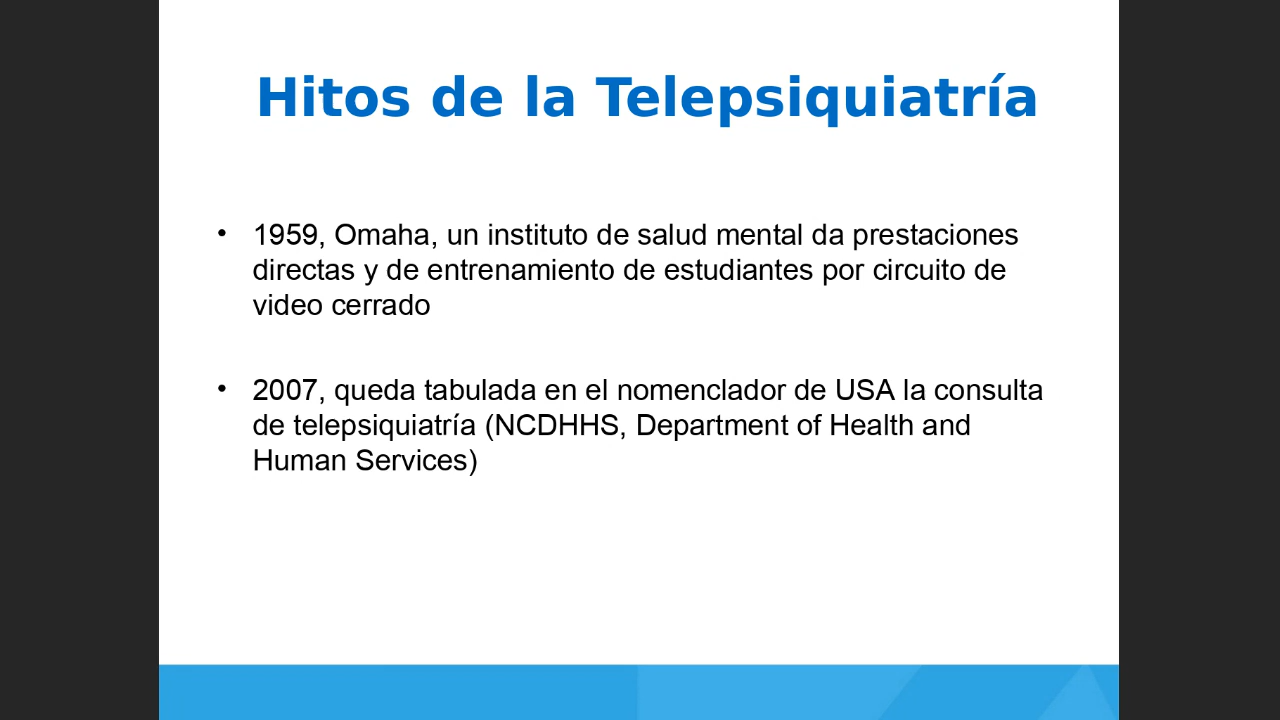 Hitos de la Telepsiquiatría
• 1959, Omaha, un instituto de salud mental da prestaciones
directas y de entrenamiento de estudiantes por circuito de
video cerrado
• 2007, queda tabulada en el nomenclador de USA la consulta
de telepsiquiatría (NCDHHS, Department of Health and
Human Services)